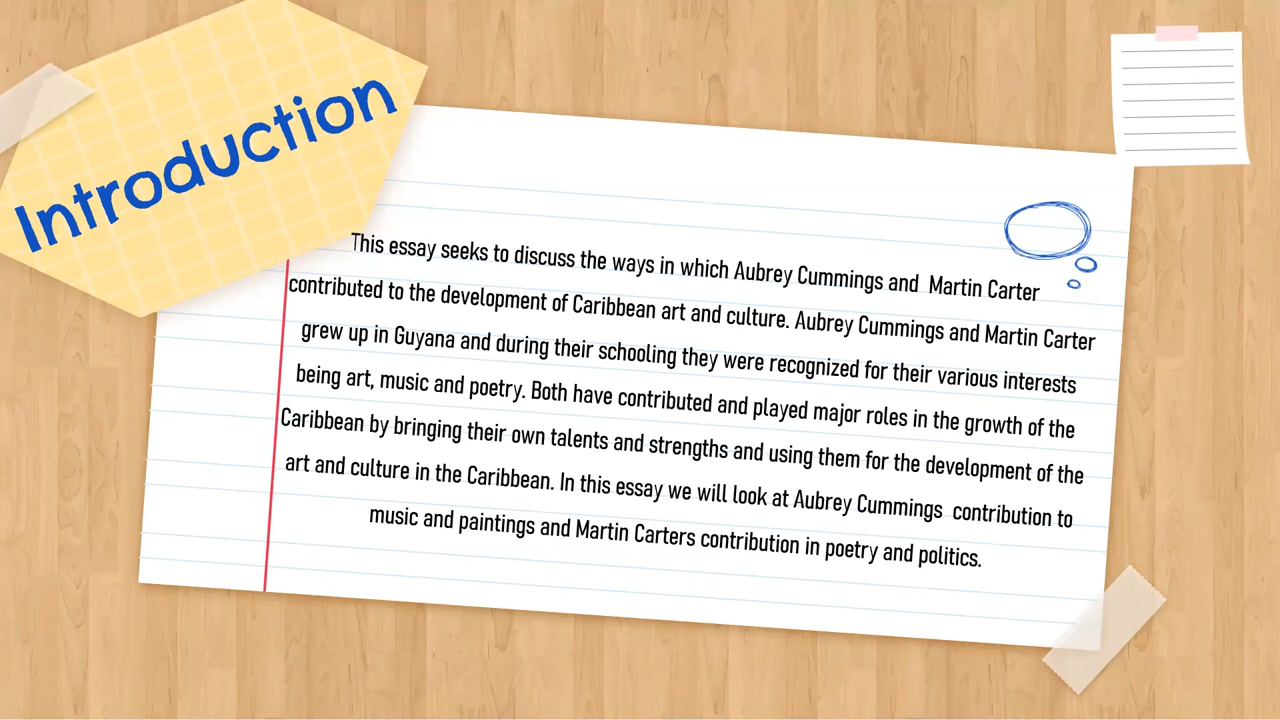 Introduction
This essay seeks to discuss the ways in which Aubrey Cummings and  Martin Carter
contributed to the development of Caribbean art and culture. Aubrey Cummings and Martin Carter
grew up in Guyana and during their schooling they were recognized for their various interests
being art, music and poetry. Both have contributed and played major roles in the growth of the
Caribbean by bringing their own talents and strengths and using them for the development of the
art and culture in the Caribbean. In this essay we will look at Aubrey Cummings  contribution to
music and paintings and Martin Carters contribution in poetry and politics.